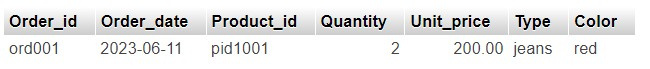 Order_id Order_date Product_id Quantity Unit_price Type Color
ord001 2023-06-11 pid1001 2 200.00 jeans red